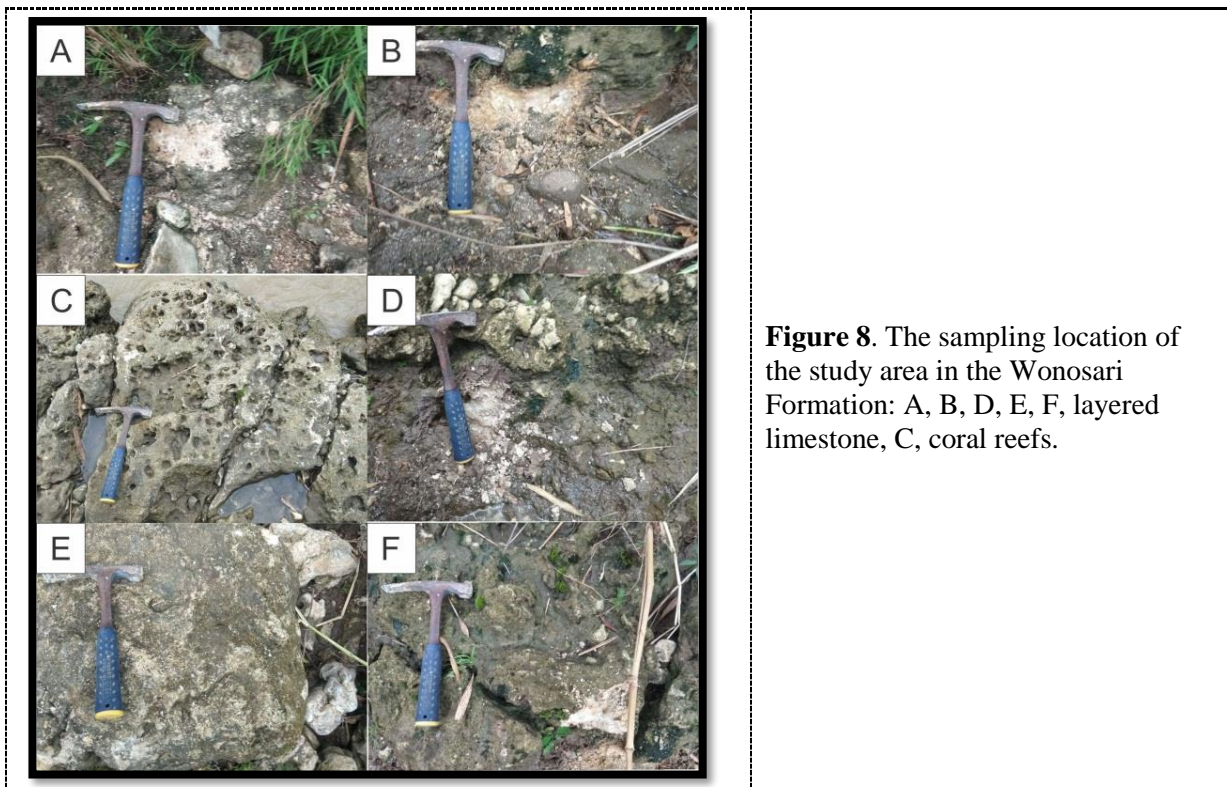 A
B
C
D
E
F
Figure 8. The sampling location of
the study area in the Wonosari
Formation: A, B, D, E, F, layered
limestone, C, coral reefs.